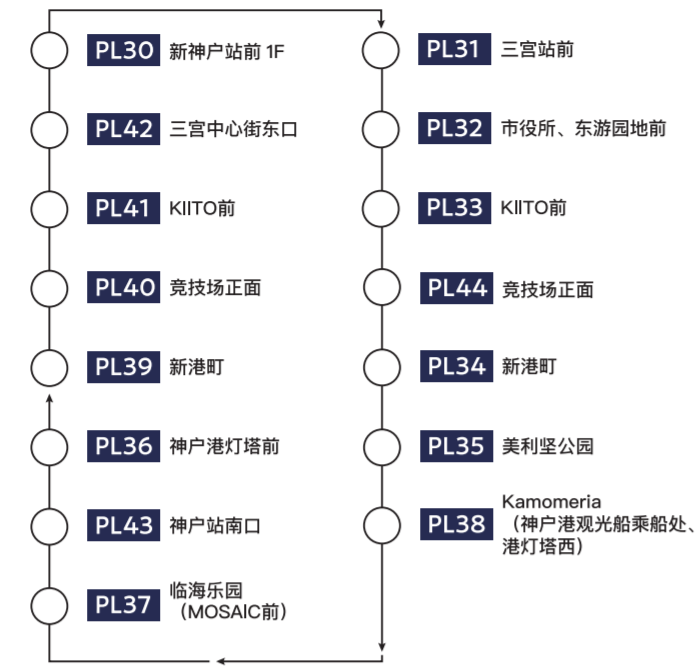 PL30 新神户站前 1F
PL42 三宫中心街东口
PL41 KIITO前
PL40 竞技场正面
PL39 新港町
PL36 神户港灯塔前
PL43 神户站南口
PL37 临海乐园
（MOSAIC前）
PL31 三宫站前
PL32 市役所、东游园地前
PL33 KIITO前
PL44 竞技场正面
PL34 新港町
PL35 美利坚公园
PL38 Kamomeria
（神户港观光船乘船处、
港灯塔西）